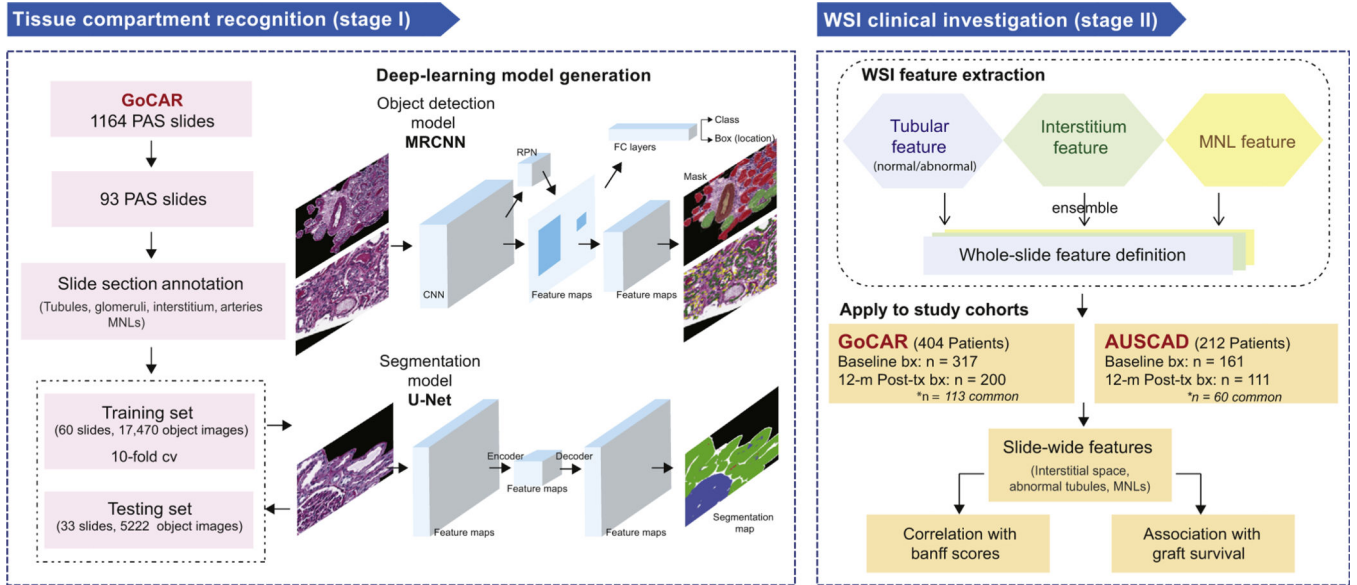 Tissue compartment recognition (stage I)
GoCAR
1164 PAS slides
93 PAS slides
Slide section annotation
(Tubules, glomeruli, interstitium, arteries
MNLs)
Training set
(60 slides, 17,470 object images)
10-fold cv
Testing set
(33 slides, 5222 object images)
Deep-learning model generation
Object detection
model
MRCNN
RPN
FC layers
Class
Box (location)
Mask
CNN
Feature maps
Feature maps
Segmentation
model
U-Net
Encoder
Decoder
Feature maps
Feature maps
Feature maps
Segmentation
map
WSI clinical investigation (stage II)
WSI feature extraction
Tubular
feature
(normal/abnormal)
Interstitium
feature
MNL feature
ensemble
Whole-slide feature definition
Apply to study cohorts
GoCAR (404 Patients)
Baseline bx: n = 317
12-m Post-tx bx: n = 200
*n = 113 common
AUSCAD (212 Patients)
Baseline bx: n = 161
12-m Post-tx bx: n = 111
*n = 60 common
Slide-wide features
(Interstitial space,
abnormal tubules, MNLs)
Correlation with
banff scores
Association with
graft survival